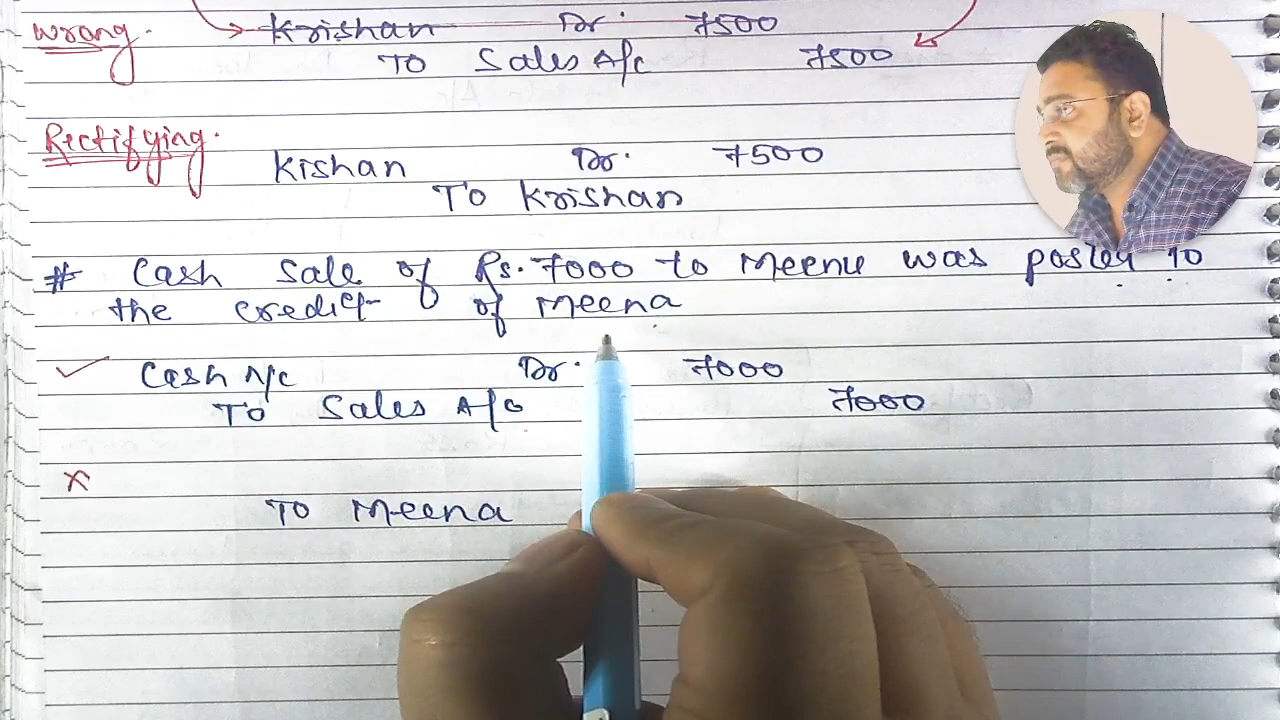 Wrong. Krishan Dr. 7500
To Sales A/c 7500
Rectifying.
Kishan Dr. 7500
To Krishan
# Cash Sale of Rs. 7000 to Meenu was posted to
the credit of Meena
✓ Cash A/c Dr. 7000
To Sales A/c 7000
×
To Meena